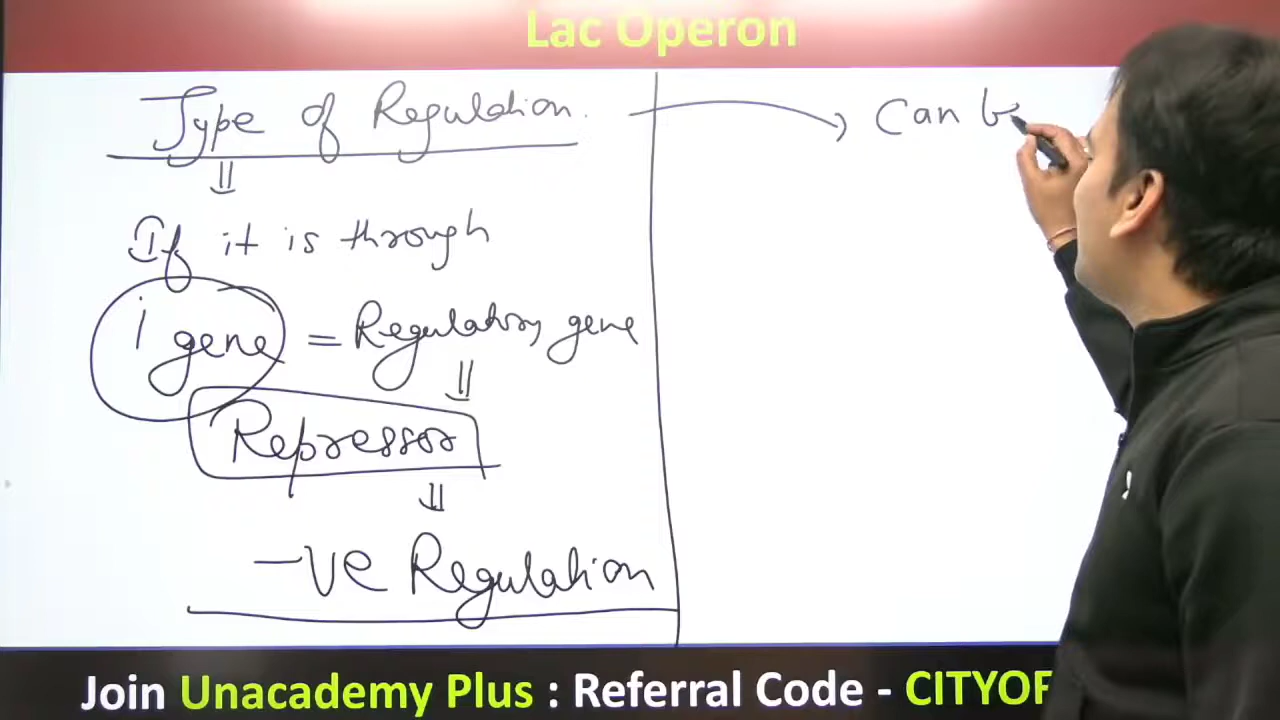 Lac Operon
Type of Regulation.
If it is through
i gene = Regulatory gene
Repressor
-ve Regulation
Can be
Join Unacademy Plus : Referral Code - CITYOF